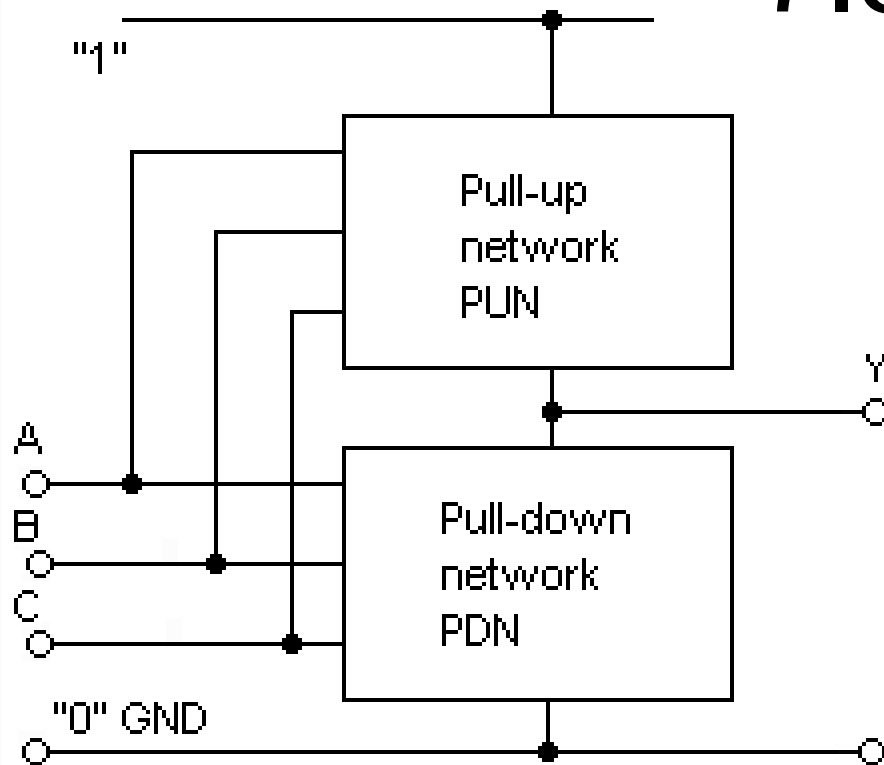 "1"
Pull-up
network
PUN
Y
A
B
C
Pull-down
network
PDN
"0" GND